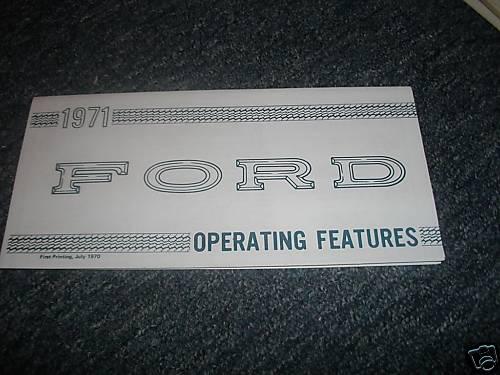 1971
FORD
OPERATING FEATURES
First Printing, July 1970